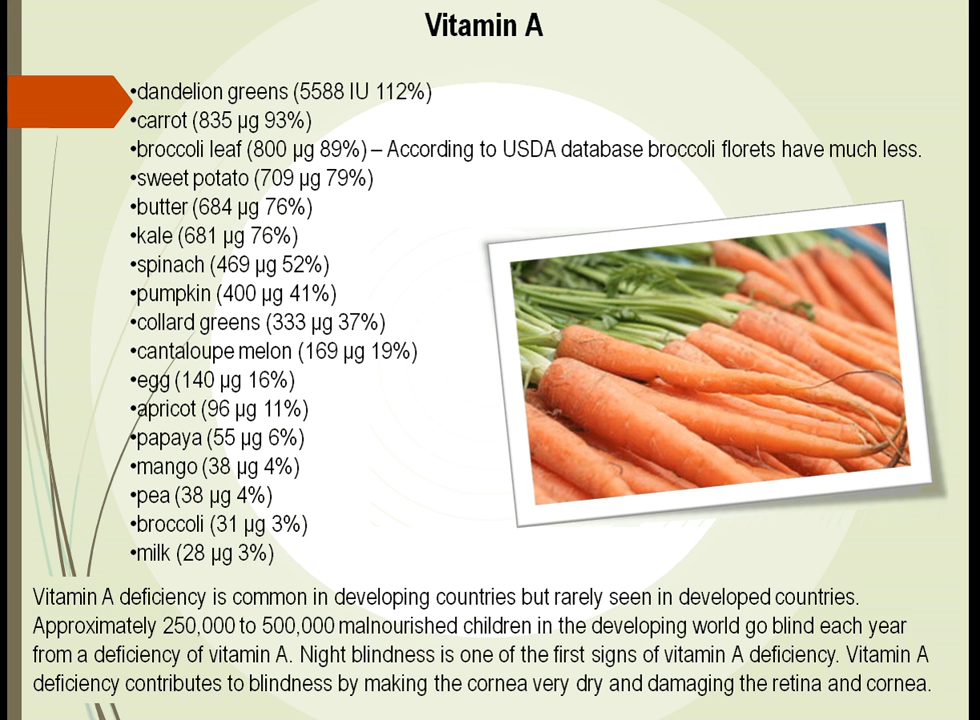 Vitamin A
•dandelion greens (5588 IU 112%)
•carrot (835 µg 93%)
•broccoli leaf (800 µg 89%) – According to USDA database broccoli florets have much less.
•sweet potato (709 µg 79%)
•butter (684 µg 76%)
•kale (681 µg 76%)
•spinach (469 µg 52%)
•pumpkin (400 µg 41%)
•collard greens (333 µg 37%)
•cantaloupe melon (169 µg 19%)
•egg (140 µg 16%)
•apricot (96 µg 11%)
•papaya (55 µg 6%)
•mango (38 µg 4%)
•pea (38 µg 4%)
•broccoli (31 µg 3%)
•milk (28 µg 3%)
Vitamin A deficiency is common in developing countries but rarely seen in developed countries.
Approximately 250,000 to 500,000 malnourished children in the developing world go blind each year
from a deficiency of vitamin A. Night blindness is one of the first signs of vitamin A deficiency. Vitamin A
deficiency contributes to blindness by making the cornea very dry and damaging the retina and cornea.